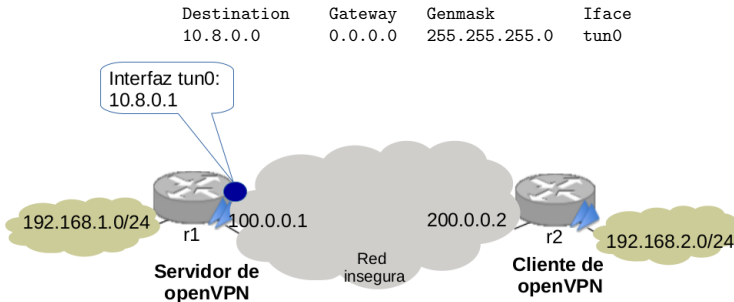 Destination Gateway Genmask Iface
10.8.0.0 0.0.0.0 255.255.255.0 tun0
Interfaz tun0:
10.8.0.1
192.168.1.0/24
r1
100.0.0.1
Servidor de
openVPN
Red
insegura
200.0.0.2
r2
192.168.2.0/24
Cliente de
openVPN